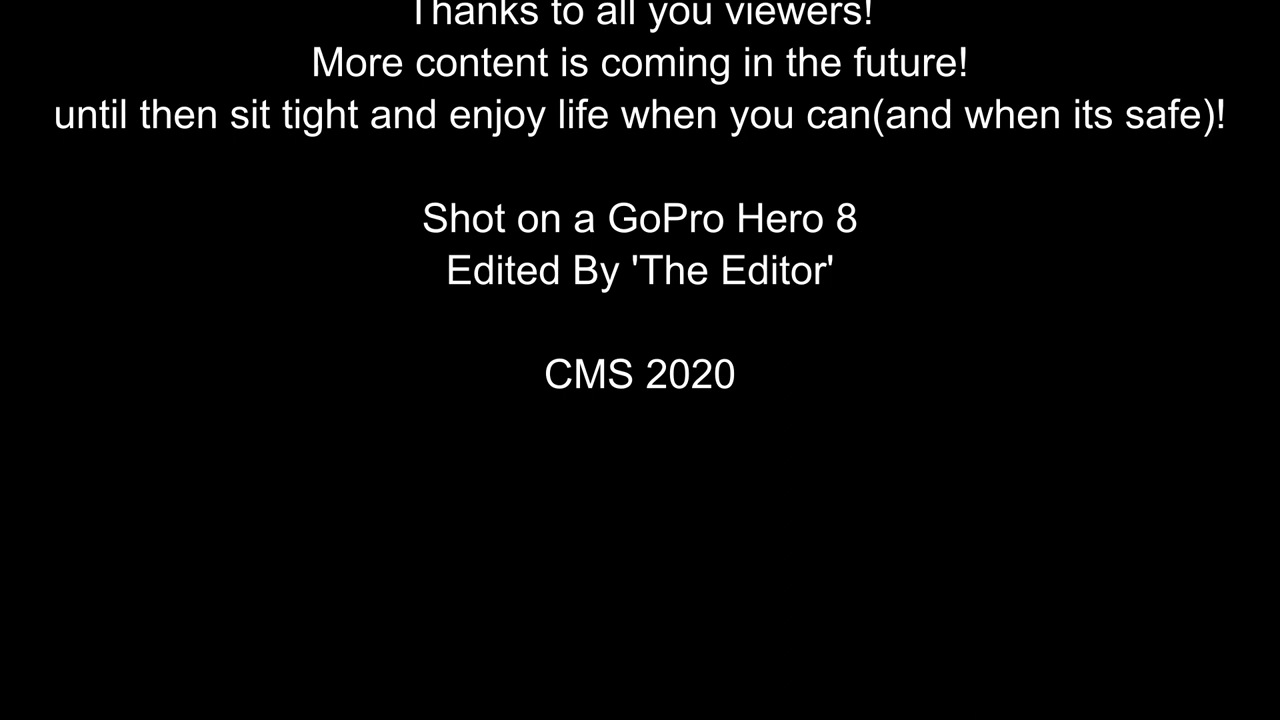 Thanks to all you viewers!
More content is coming in the future!
until then sit tight and enjoy life when you can(and when its safe)!
Shot on a GoPro Hero 8
Edited By 'The Editor'
CMS 2020